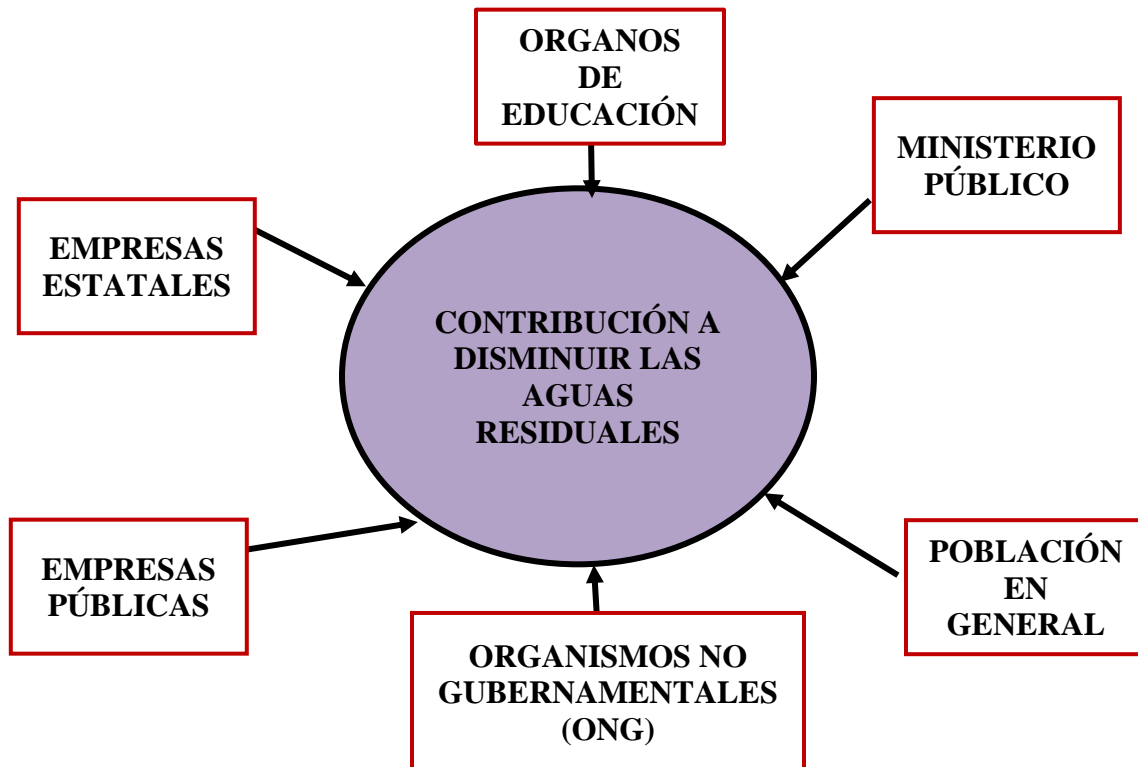 ORGANOS
DE
EDUCACIÓN
MINISTERIO
PÚBLICO
EMPRESAS
ESTATALES
CONTRIBUCIÓN A
DISMINUIR LAS
AGUAS
RESIDUALES
EMPRESAS
PÚBLICAS
POBLACIÓN
EN
GENERAL
ORGANISMOS NO
GUBERNAMENTALES
(ONG)